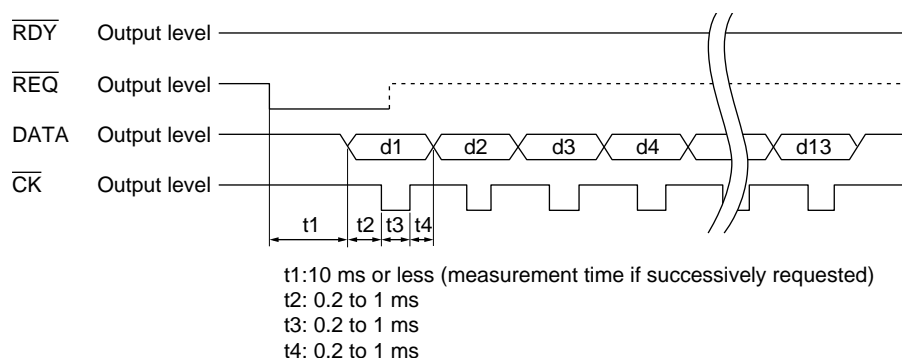 RDY Output level
REQ Output level
DATA Output level d1 d2 d3 d4 d13
CK Output level
t1 t2 t3 t4
t1:10 ms or less (measurement time if successively requested)
t2: 0.2 to 1 ms
t3: 0.2 to 1 ms
t4: 0.2 to 1 ms